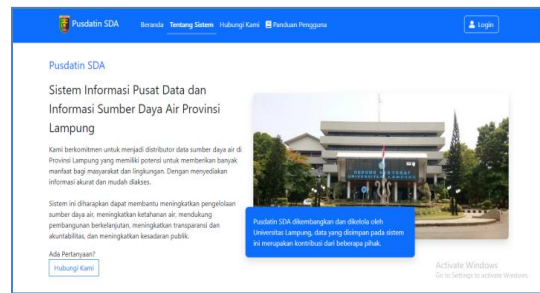 Pusdatin SDA Beranda Tentang Sistem Hubungi Kami Panduan Pengguna Login
Pusdatin SDA
Sistem Informasi Pusat Data dan
Informasi Sumber Daya Air Provinsi
Lampung
Kami berkomitmen untuk menjadi distributor data sumber daya air di
Provinsi Lampung yang memiliki potensi untuk memberikan banyak
manfaat bagi masyarakat dan lingkungan. Dengan menyediakan
informasi akurat dan mudah diakses.
Sistem ini diharapkan dapat membantu meningkatkan pengelolaan
sumber daya air, meningkatkan ketahanan air, mendukung
pembangunan berkelanjutan, meningkatkan transparansi dan
akuntabilitas, dan meningkatkan kesadaran publik.
Ada Pertanyaan?
Hubungi Kami
GEDUNG REKTORAT
UNIVERSITAS LAMPUNG
Pusdatin SDA dikembangkan dan dikelola oleh
Universitas Lampung, data yang disimpan pada sistem
ini merupakan kontribusi dari beberapa pihak.
Activate Windows
Go to Settings to activate Windows.